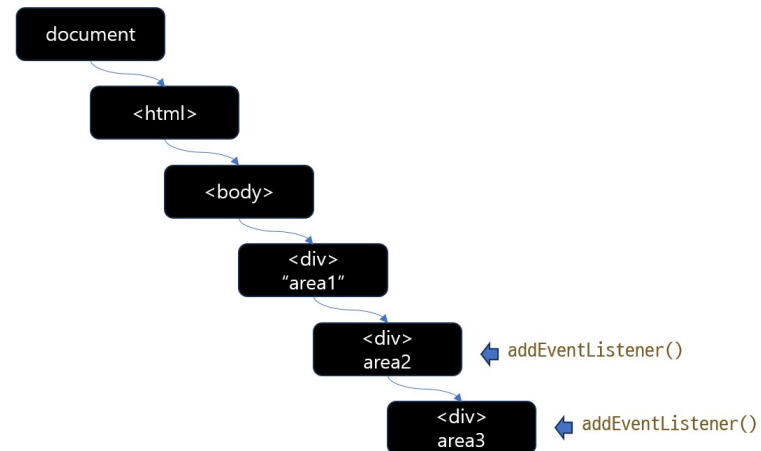 document
<html>
<body>
<div>
“area1”
<div>
area2
addEventListener()
<div>
area3
addEventListener()